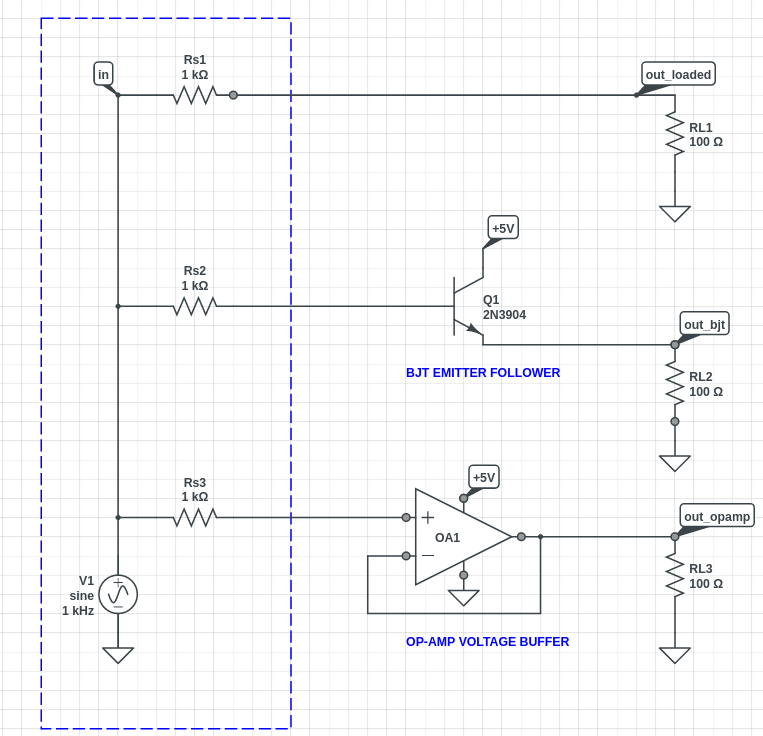 in
Rs1
1 kΩ
out_loaded
RL1
100 Ω
+5V
Rs2
1 kΩ
Q1
2N3904
out_bjt
BJT EMITTER FOLLOWER
RL2
100 Ω
Rs3
1 kΩ
+5V
out_opamp
OA1
RL3
100 Ω
V1
sine
1 kHz
OP-AMP VOLTAGE BUFFER